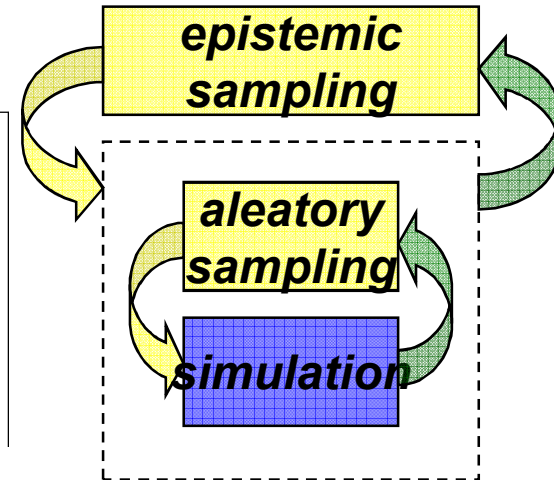 epistemic
sampling
aleatory
sampling
simulation